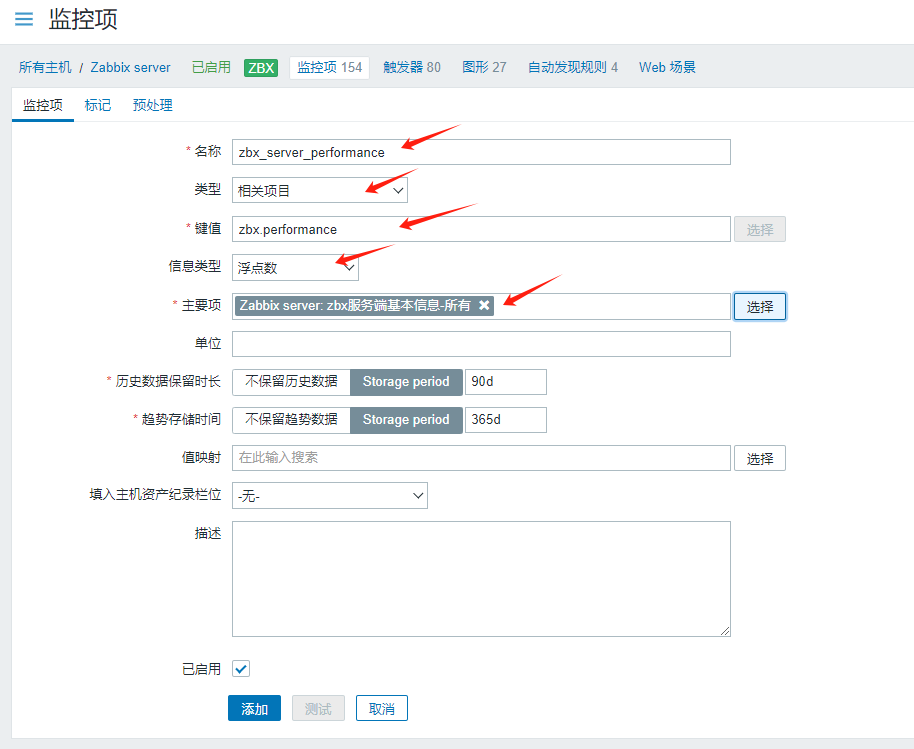 监控项
所有主机 / Zabbix server 已启用 ZBX 监控项 154 触发器 80 图形 27 自动发现规则 4 Web 场景
监控项 标记 预处理
* 名称 zbx_server_performance
类型 相关项目
* 键值 zbx.performance 选择
信息类型 浮点数
* 主要项 Zabbix server: zbx服务端基本信息-所有 ✖ 选择
单位
* 历史数据保留时长 不保留历史数据 Storage period 90d
* 趋势存储时间 不保留趋势数据 Storage period 365d
值映射 在此输入搜索 选择
填入主机资产纪录栏位 -无-
描述
已启用
添加 测试 取消